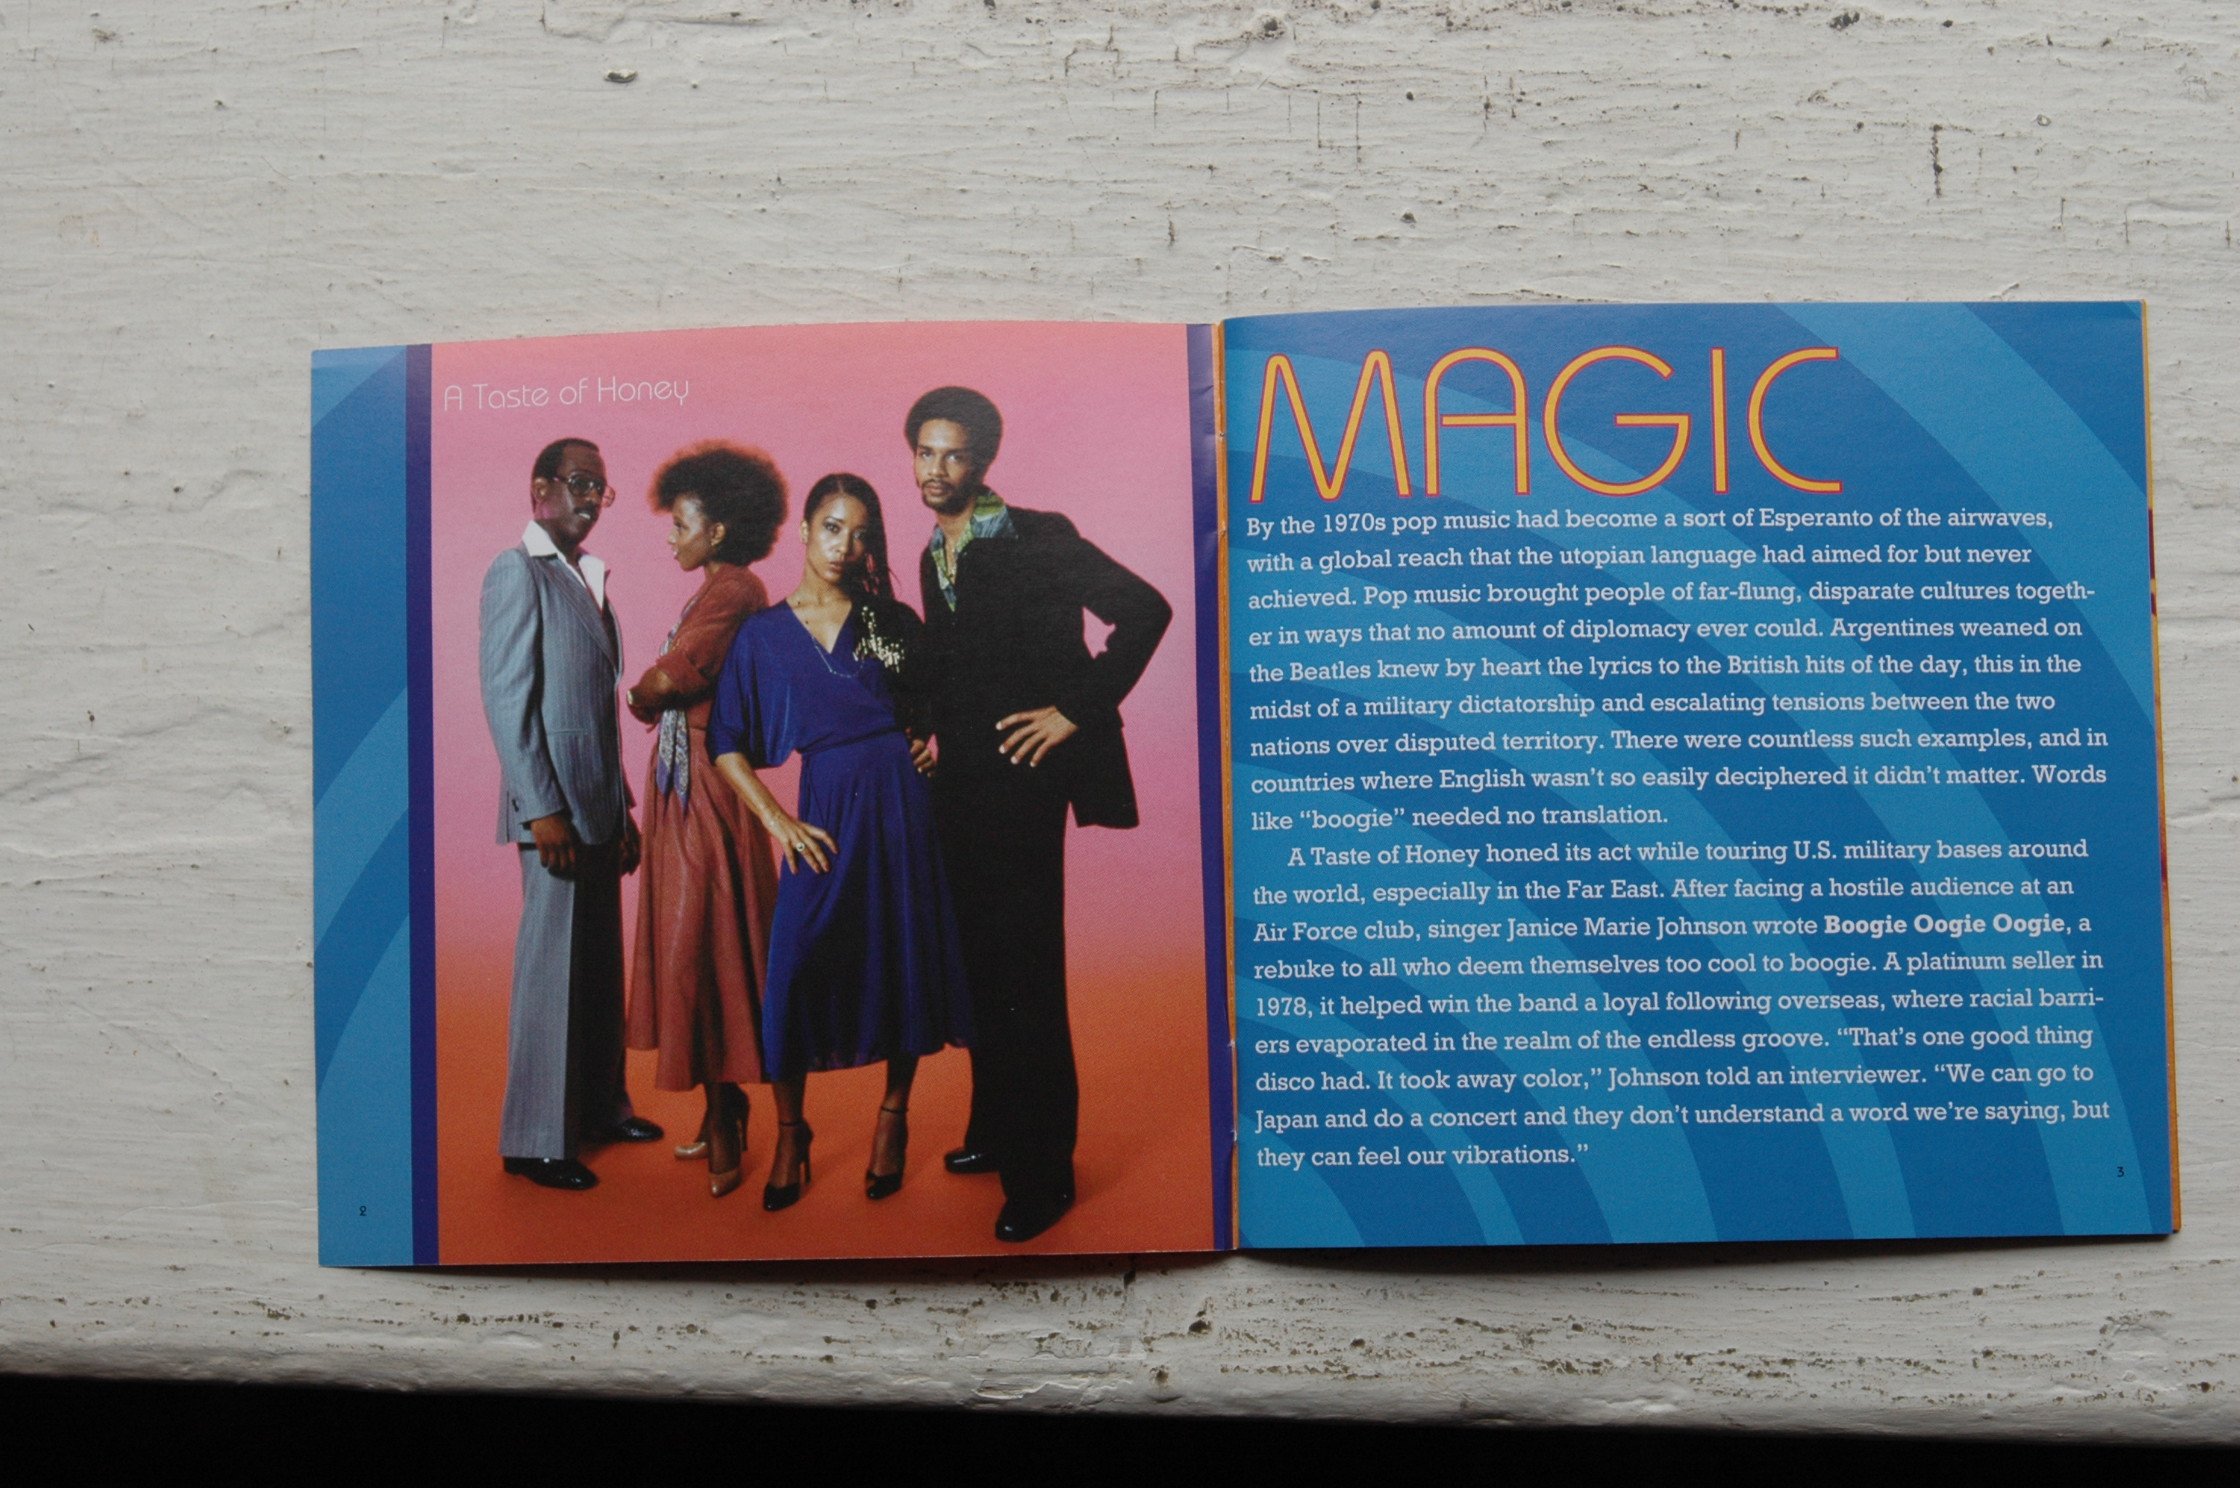 A Taste of Honey
2
MAGIC
By the 1970s pop music had become a sort of Esperanto of the airwaves,
with a global reach that the utopian language had aimed for but never
achieved. Pop music brought people of far-flung, disparate cultures togeth-
er in ways that no amount of diplomacy ever could. Argentines weaned on
the Beatles knew by heart the lyrics to the British hits of the day, this in the
midst of a military dictatorship and escalating tensions between the two
nations over disputed territory. There were countless such examples, and in
countries where English wasn't so easily deciphered it didn't matter. Words
like “boogie” needed no translation.
A Taste of Honey honed its act while touring U.S. military bases around
the world, especially in the Far East. After facing a hostile audience at an
Air Force club, singer Janice Marie Johnson wrote Boogie Oogie Oogie, a
rebuke to all who deem themselves too cool to boogie. A platinum seller in
1978, it helped win the band a loyal following overseas, where racial barri-
ers evaporated in the realm of the endless groove. “That's one good thing
disco had. It took away color,” Johnson told an interviewer. “We can go to
Japan and do a concert and they don't understand a word we're saying, but
they can feel our vibrations.”
3